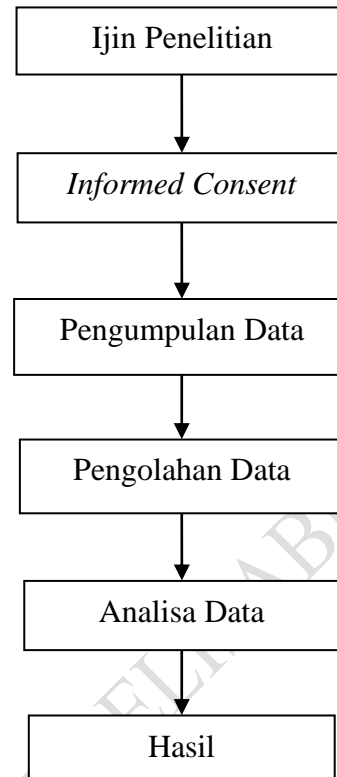 Ijin Penelitian
Informed Consent
Pengumpulan Data
Pengolahan Data
Analisa Data
Hasil